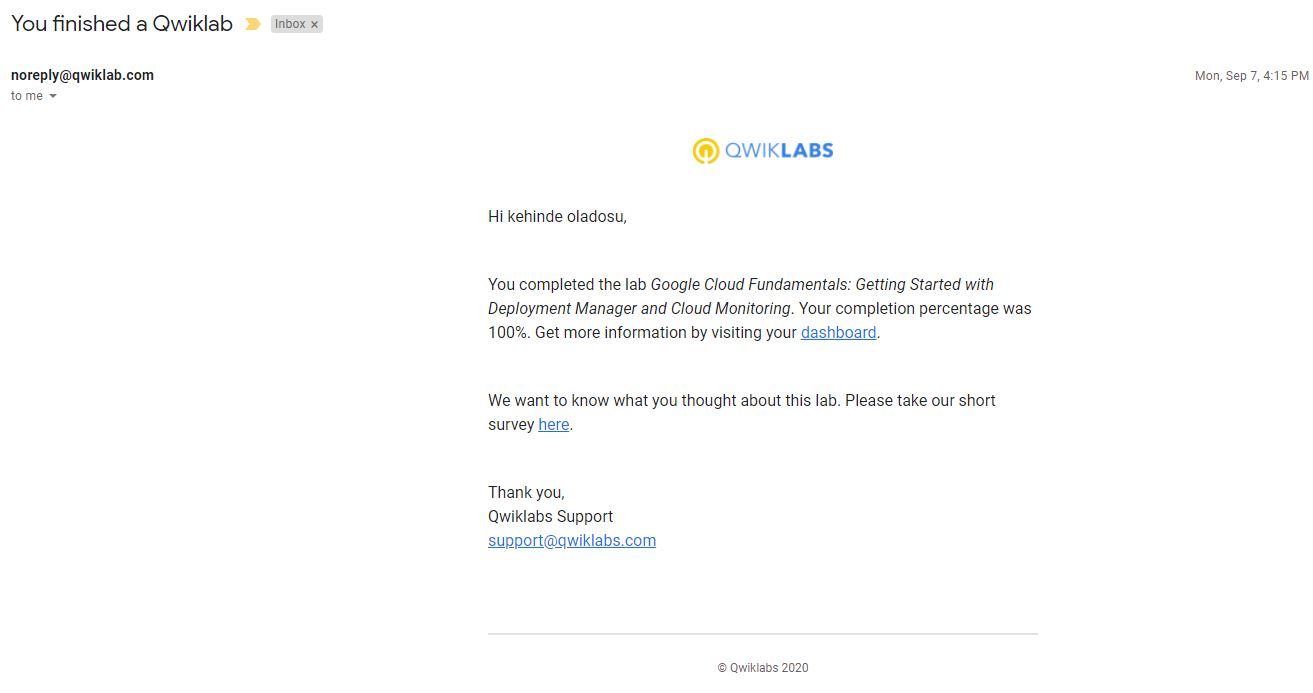 You finished a Qwiklab Inbox ×
noreply@qwiklab.com Mon, Sep 7, 4:15 PM
to me
QWIKLABS
Hi kehinde oladosu,
You completed the lab Google Cloud Fundamentals: Getting Started with
Deployment Manager and Cloud Monitoring. Your completion percentage was
100%. Get more information by visiting your dashboard.
We want to know what you thought about this lab. Please take our short
survey here.
Thank you,
Qwiklabs Support
support@qwiklabs.com
© Qwiklabs 2020